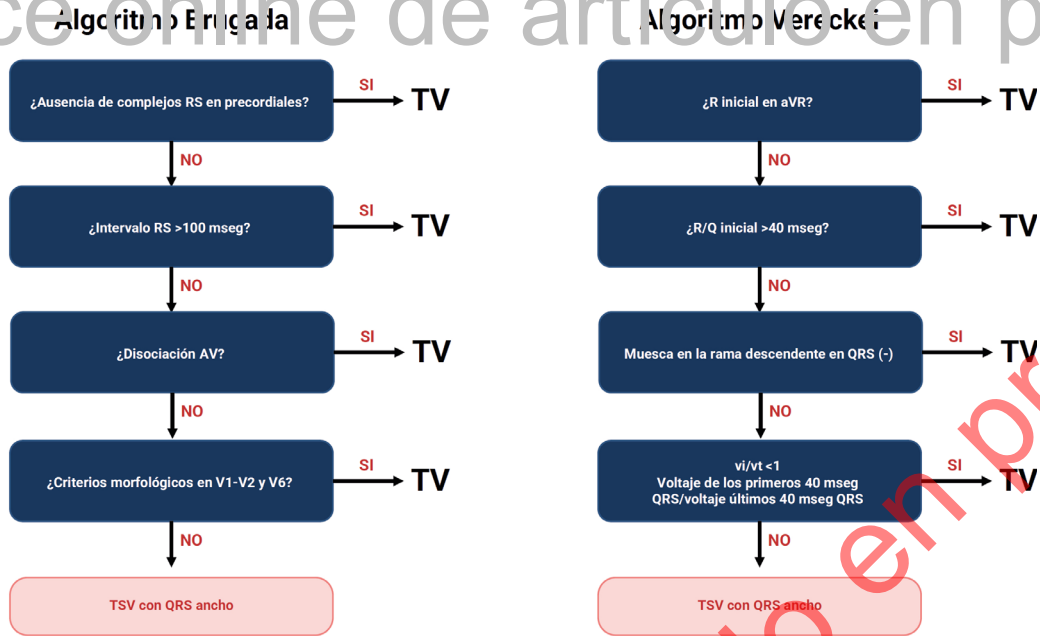 ce online de artículo en p
Algoritmo Brugada
¿Ausencia de complejos RS en precordiales?
SI
TV
NO
¿Intervalo RS >100 mseg?
SI
TV
NO
¿Disociación AV?
SI
TV
NO
¿Criterios morfológicos en V1-V2 y V6?
SI
TV
NO
TSV con QRS ancho
Algoritmo Vereckei
¿R inicial en aVR?
SI
TV
NO
¿R/Q inicial >40 mseg?
SI
TV
NO
Muesca en la rama descendente en QRS (-)
SI
TV
NO
vi/vt <1
Voltaje de los primeros 40 mseg
QRS/voltaje últimos 40 mseg QRS
SI
TV
NO
TSV con QRS ancho
en pr